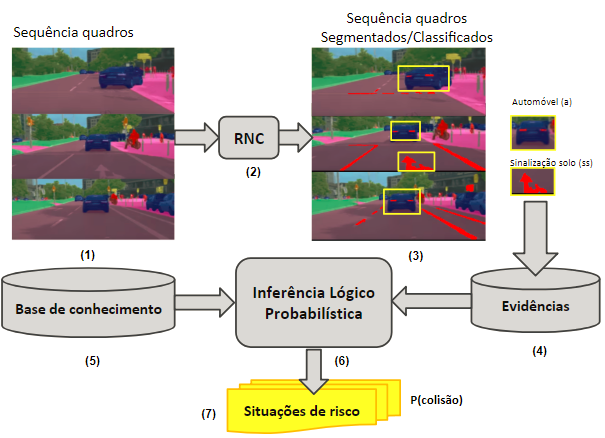 Sequência quadros
Sequência quadros
Segmentados/Classificados
Automóvel (a)
RNC
(2)
Sinalização solo (ss)
(1)
(3)
Base de conhecimento
Inferência Lógico
Probabilística
Evidências
(5)
(6)
(4)
(7)
Situações de risco
P(colisão)